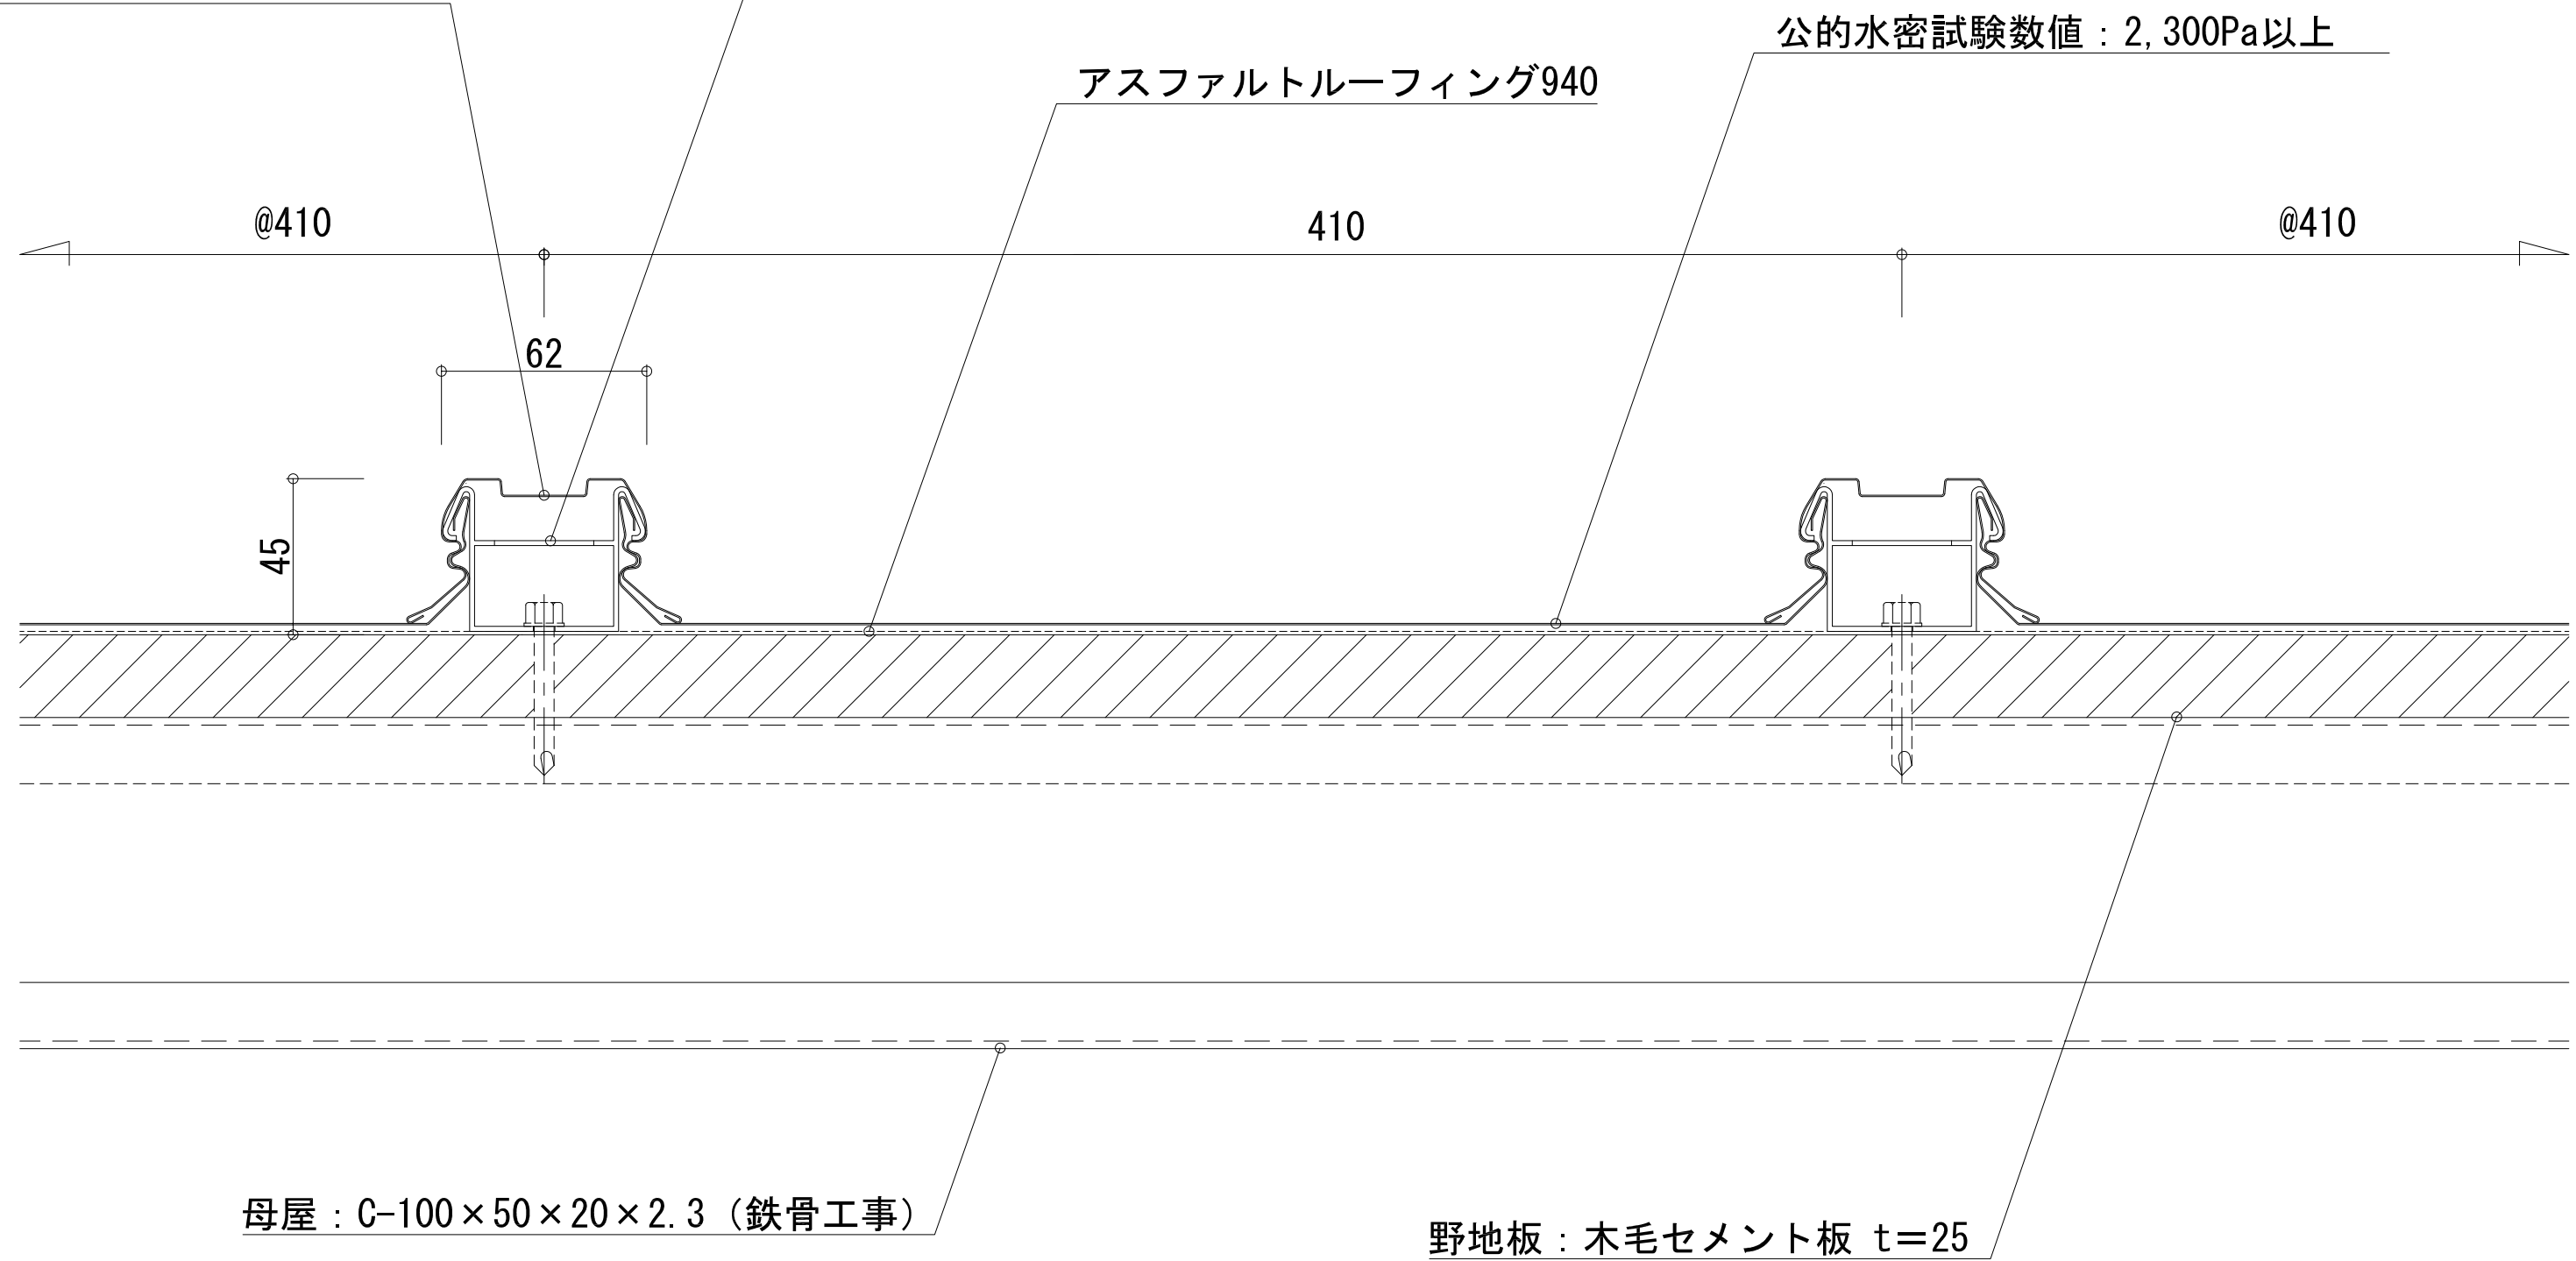 公的水密試験数値：2,300Pa以上
アスファルトルーフィング940
@410
410
@410
62
45
母屋：C-100×50×20×2.3（鉄骨工事）
野地板：木毛セメント板 t＝25